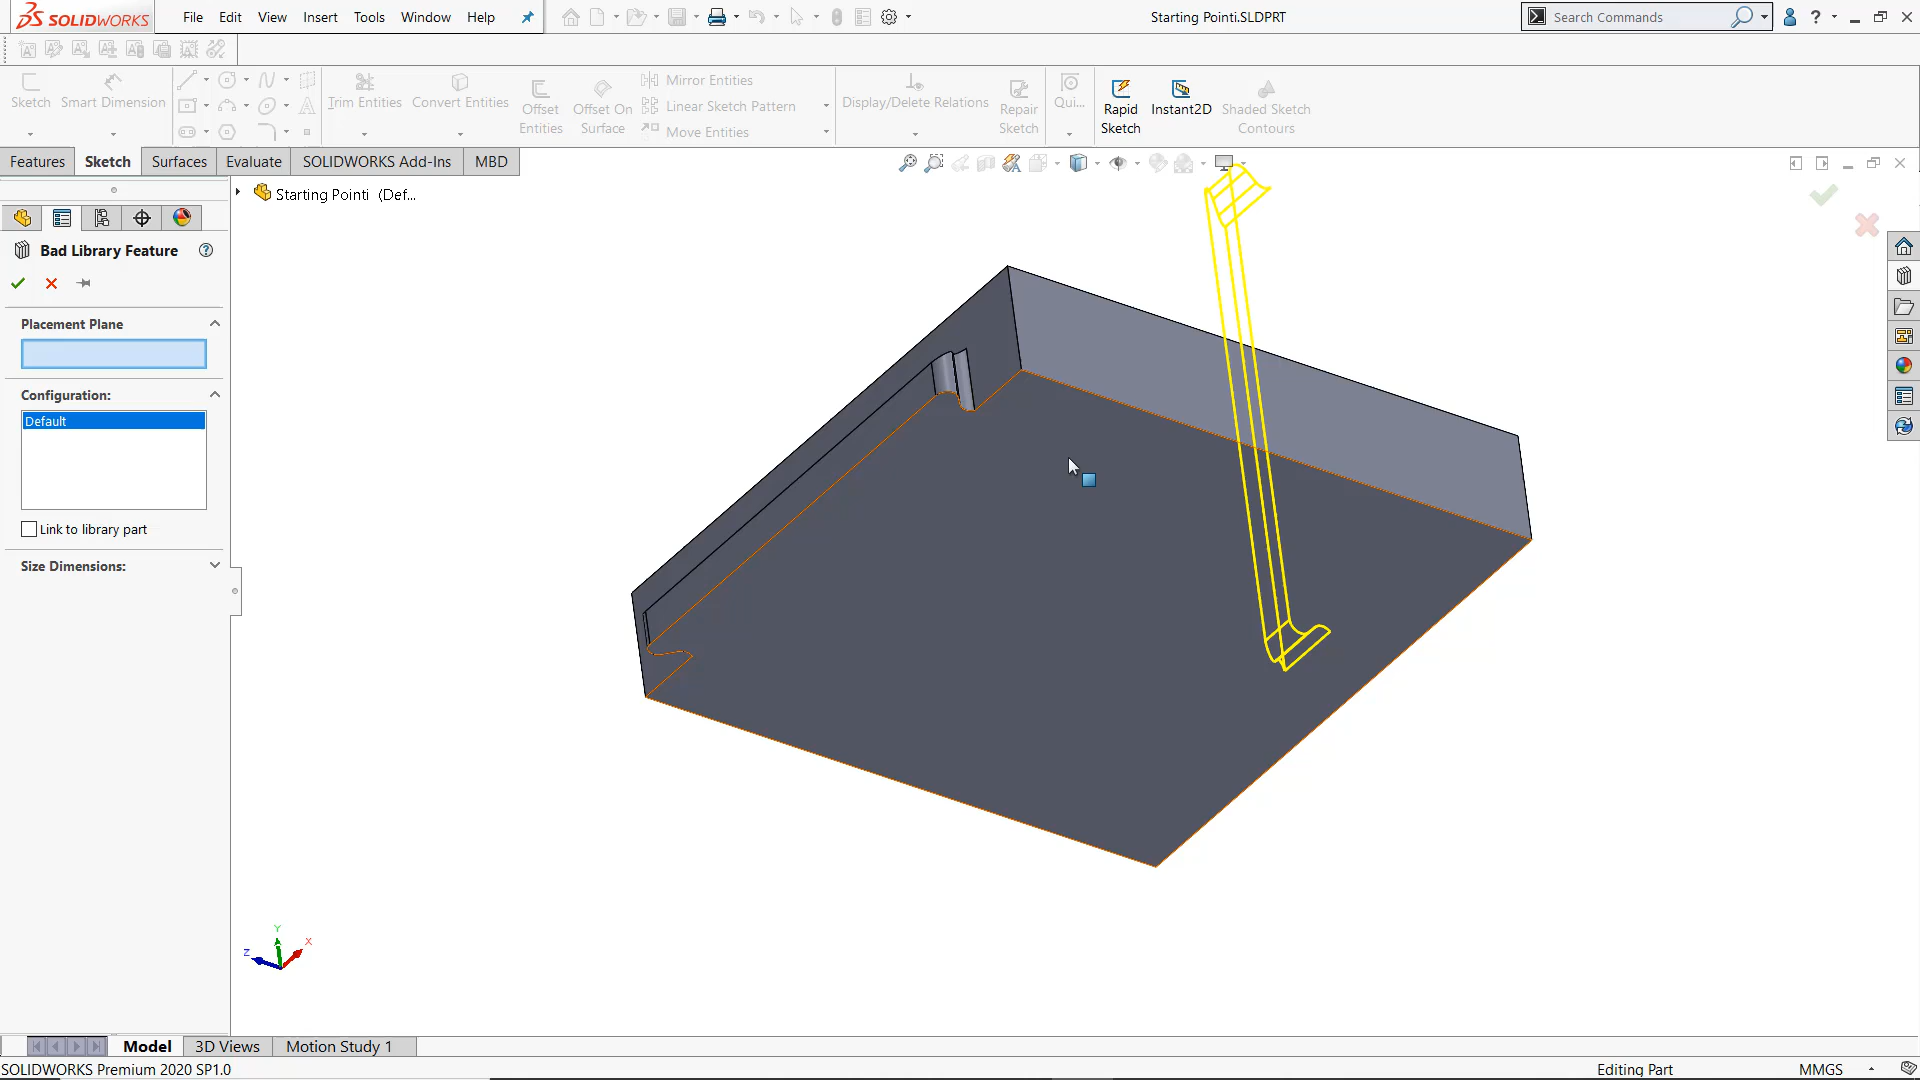 SOLIDWORKS File Edit View Insert Tools Window Help Starting Pointi.SLDPRT Search Commands ?
Sketch Smart Dimension Trim Entities Convert Entities Offset Entities Offset On Surface Mirror Entities Linear Sketch Pattern Move Entities Display/Delete Relations Repair Sketch Qui... Rapid Sketch Instant2D Shaded Sketch Contours
Features Sketch Surfaces Evaluate SOLIDWORKS Add-Ins MBD
Starting Pointi (Def...
Bad Library Feature ?
Placement Plane
Configuration:
Default
Link to library part
Size Dimensions:
Y
X
Z
Model 3D Views Motion Study 1
SOLIDWORKS Premium 2020 SP1.0 Editing Part MMGS